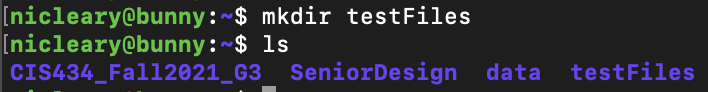 [nicleary@bunny:~$ mkdir testFiles
[nicleary@bunny:~$ ls
CIS434_Fall2021_G3  SeniorDesign  data  testFiles